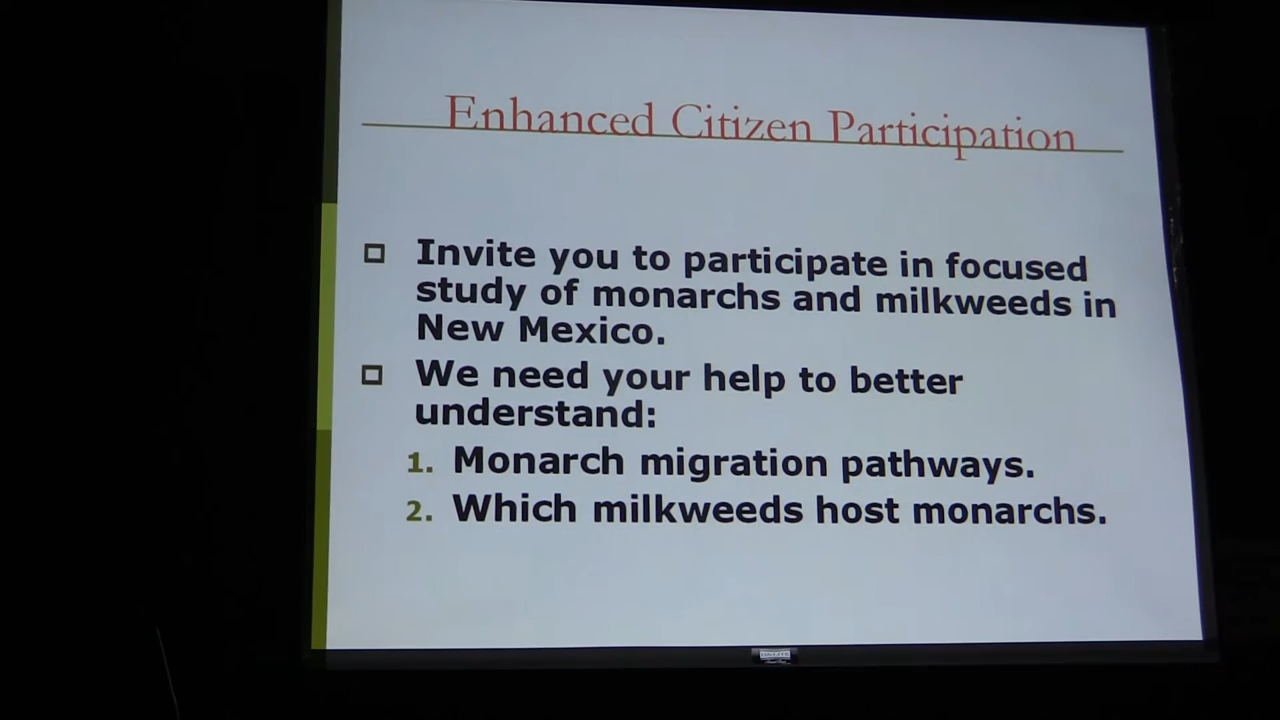 Enhanced Citizen Participation
Invite you to participate in focused
study of monarchs and milkweeds in
New Mexico.
We need your help to better
understand:
1. Monarch migration pathways.
2. Which milkweeds host monarchs.